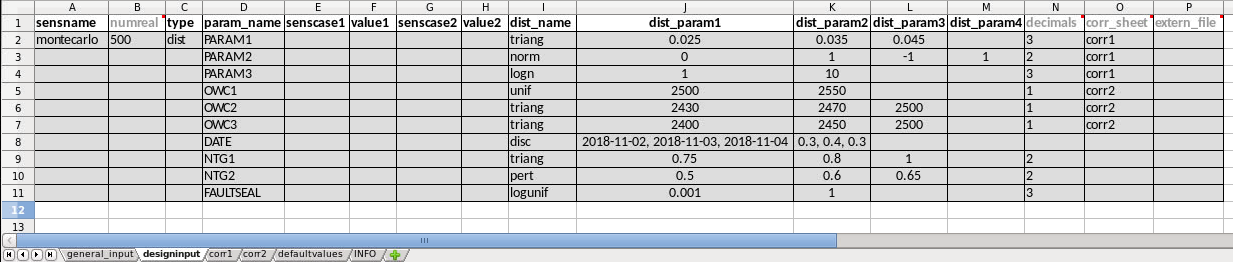 A B C D E F G H I J K L M N O P
1 sensname numreal type param_name senscase1 value1 senscase2 value2 dist_name dist_param1 dist_param2 dist_param3 dist_param4 decimals corr_sheet extern_file
2 montecarlo 500 dist PARAM1 triang 0.025 0.035 0.045 3 corr1
3 PARAM2 norm 0 1 -1 1 2 corr1
4 PARAM3 logn 1 10 3 corr1
5 OWC1 unif 2500 2550 1 corr2
6 OWC2 triang 2430 2470 2500 1 corr2
7 OWC3 triang 2400 2450 2500 1 corr2
8 DATE disc 2018-11-02, 2018-11-03, 2018-11-04 0.3, 0.4, 0.3
9 NTG1 triang 0.75 0.8 1 2
10 NTG2 pert 0.5 0.6 0.65 2
11 FAULTSEAL logunif 0.001 1 3
12
13
general_input designinput corr1 corr2 defaultvalues INFO